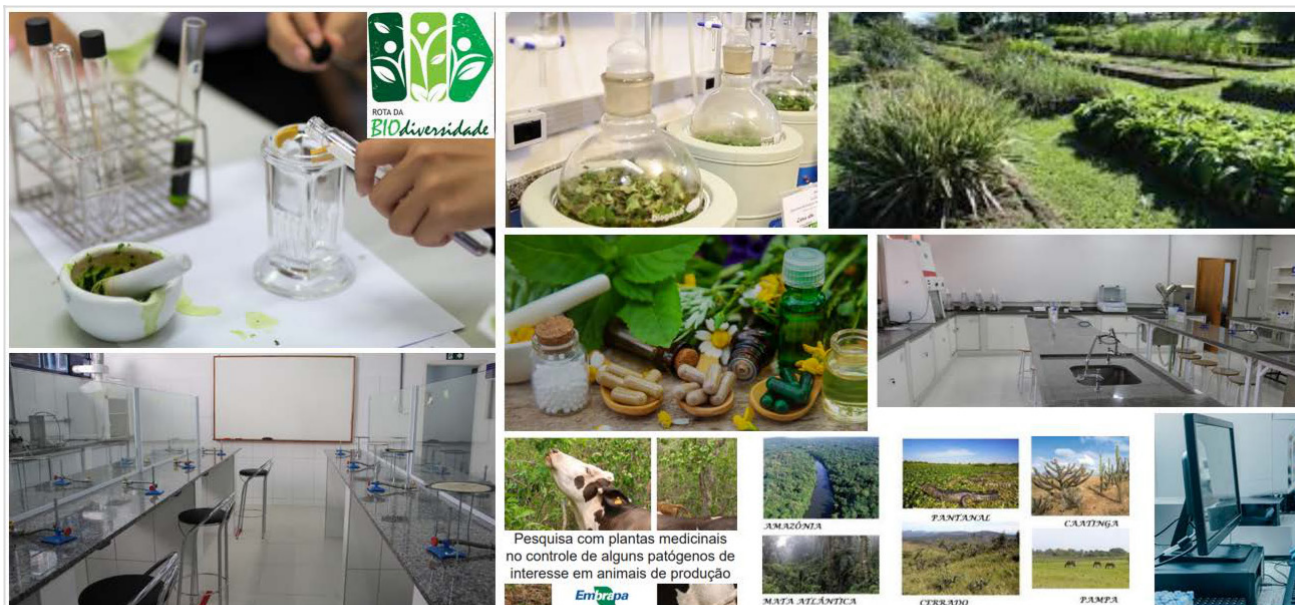 ROTA DA
BIOdiversidade
Pesquisa com plantas medicinais
no controle de alguns patógenos de
interesse em animais de produção
Embrapa
AMAZÔNIA
PANTANAL
CAATINGA
MATA ATLÂNTICA
CERRADO
PAMPA